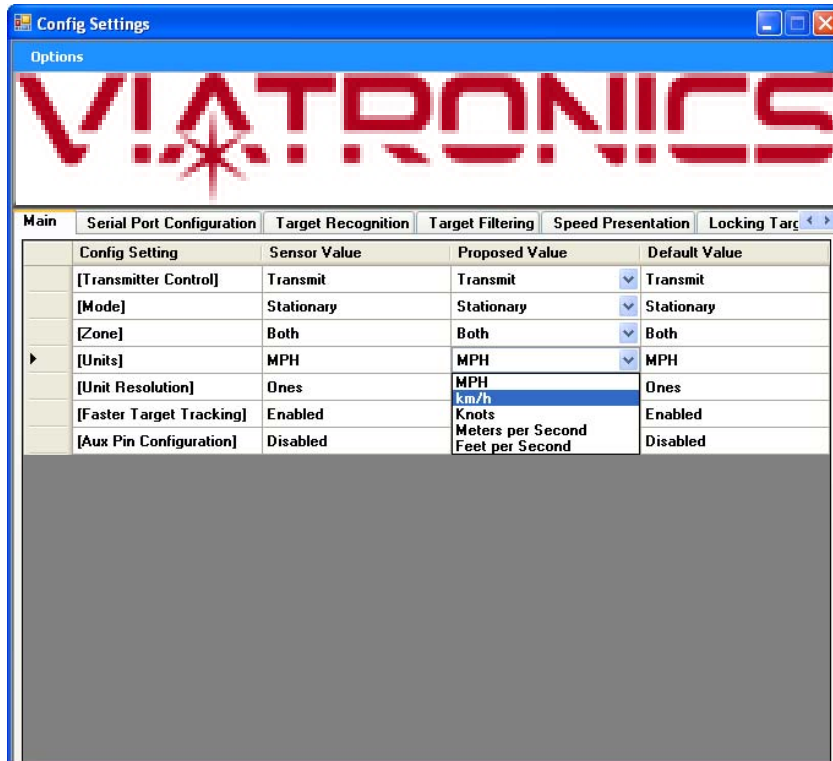 Config Settings
Options
VIATRONICS
Main Serial Port Configuration Target Recognition Target Filtering Speed Presentation Locking Targ
Config Setting Sensor Value Proposed Value Default Value
[Transmitter Control] Transmit Transmit Transmit
[Mode] Stationary Stationary Stationary
[Zone] Both Both Both
[Units] MPH MPH MPH
[Unit Resolution] Ones MPH Ones
km/h
[Faster Target Tracking] Enabled Knots Enabled
Meters per Second
[Aux Pin Configuration] Disabled Feet per Second Disabled